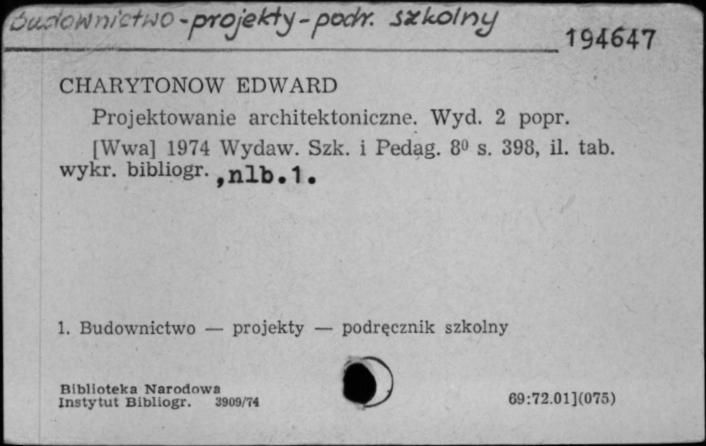 Budownictwo-projekty-podr. szkolny
194647
CHARYTONOW EDWARD
Projektowanie architektoniczne. Wyd. 2 popr.
[Wwa] 1974 Wydaw. Szk. i Pedag. 8⁰ s. 398, il. tab.
wykr. bibliogr. ,nlb.1.
1. Budownictwo — projekty — podręcznik szkolny
Biblioteka Narodowa
Instytut Bibliogr. 3909/74
69:72.01](075)